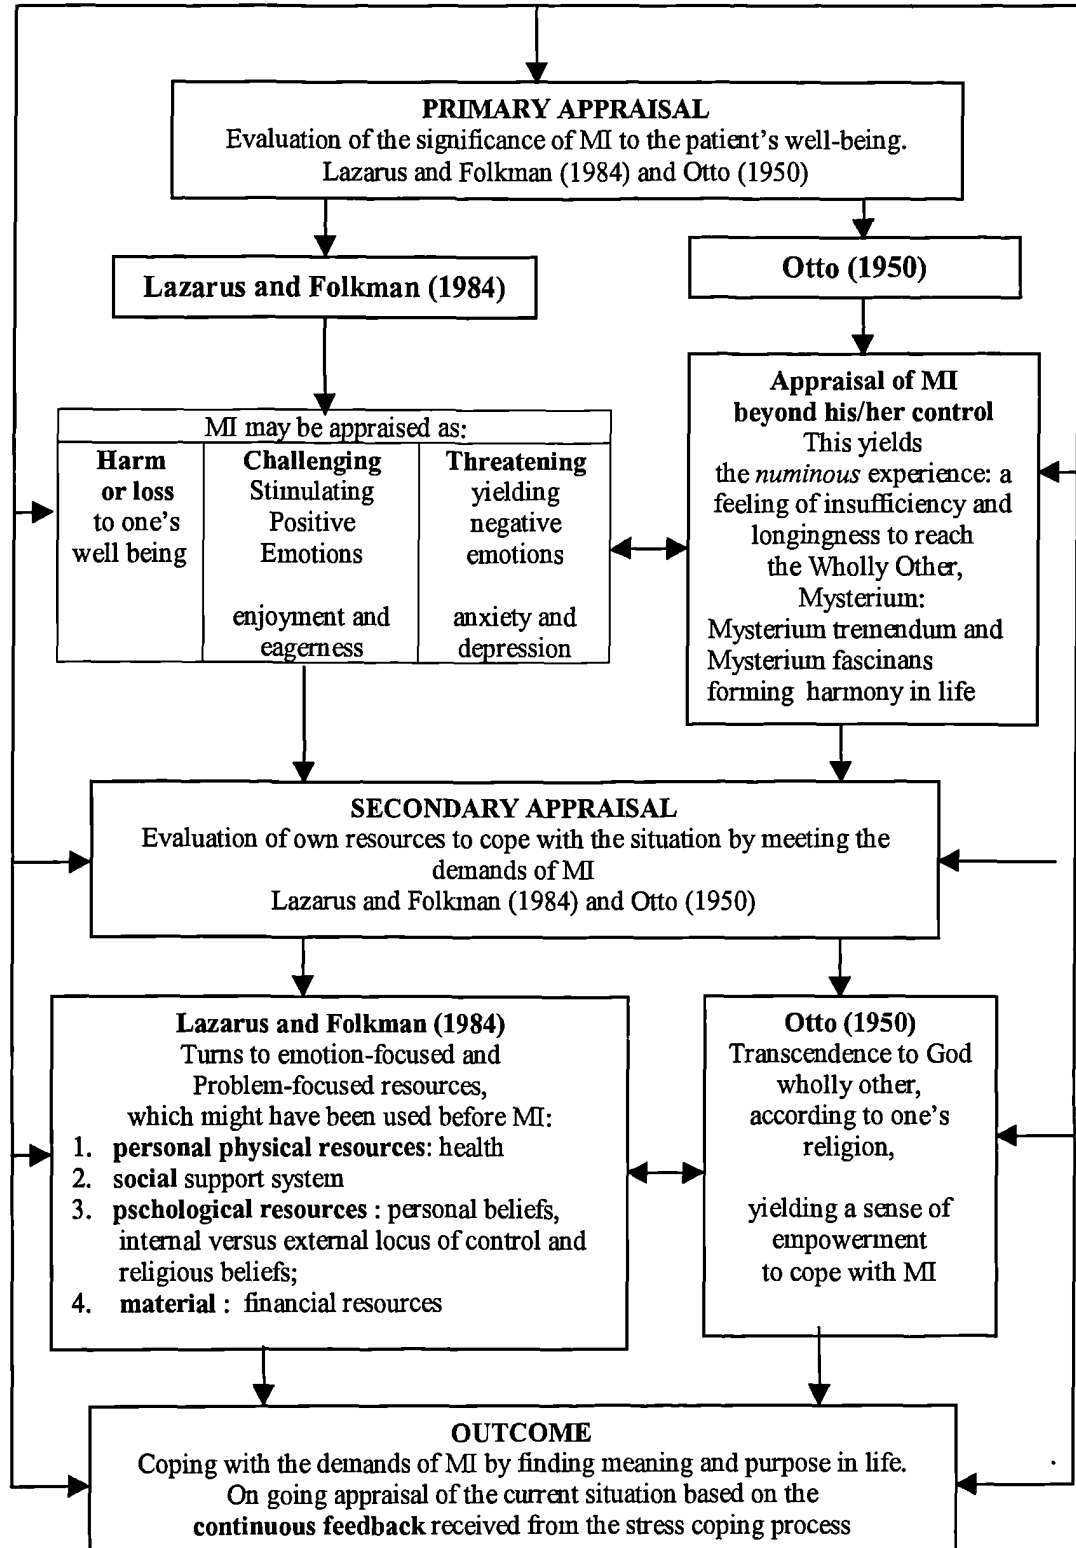 PRIMARY APPRAISAL
Evaluation of the significance of MI to the patient's well-being.
Lazarus and Folkman (1984) and Otto (1950)
Lazarus and Folkman (1984)
Otto (1950)
MI may be appraised as:
Harm
or loss
to one's
well being
Challenging
Stimulating
Positive
Emotions
enjoyment and
eagerness
Threatening
yielding
negative
emotions
anxiety and
depression
Appraisal of MI
beyond his/her control
This yields
the numinous experience: a
feeling of insufficiency and
longingness to reach
the Wholly Other,
Mysterium:
Mysterium tremendum and
Mysterium fascinans
forming harmony in life
SECONDARY APPRAISAL
Evaluation of own resources to cope with the situation by meeting the
demands of MI
Lazarus and Folkman (1984) and Otto (1950)
Lazarus and Folkman (1984)
Turns to emotion-focused and
Problem-focused resources,
which might have been used before MI:
1. personal physical resources: health
2. social support system
3. pschological resources : personal beliefs,
internal versus external locus of control and
religious beliefs;
4. material : financial resources
Otto (1950)
Transcendence to God
wholly other,
according to one's
religion,
yielding a sense of
empowerment
to cope with MI
OUTCOME
Coping with the demands of MI by finding meaning and purpose in life.
On going appraisal of the current situation based on the
continuous feedback received from the stress coping process